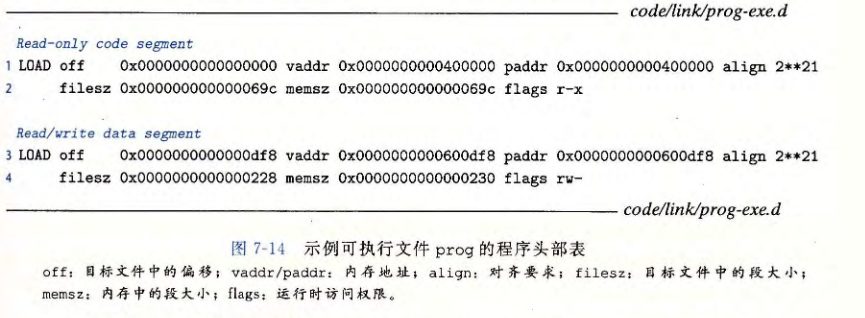 code/link/prog-exe.d
Read-only code segment
1 LOAD off 0x0000000000000000 vaddr 0x0000000000400000 paddr 0x0000000000400000 align 2**21
2 filesz 0x000000000000069c memsz 0x000000000000069c flags r-x
Read/write data segment
3 LOAD off 0x0000000000000df8 vaddr 0x0000000000600df8 paddr 0x0000000000600df8 align 2**21
4 filesz 0x0000000000000228 memsz 0x0000000000000230 flags rw-
code/link/prog-exe.d
图 7-14 示例可执行文件 prog 的程序头部表
off：目标文件中的偏移；vaddr/paddr：内存地址；align：对齐要求；filesz：目标文件中的段大小；
memsz：内存中的段大小；flags：运行时访问权限。